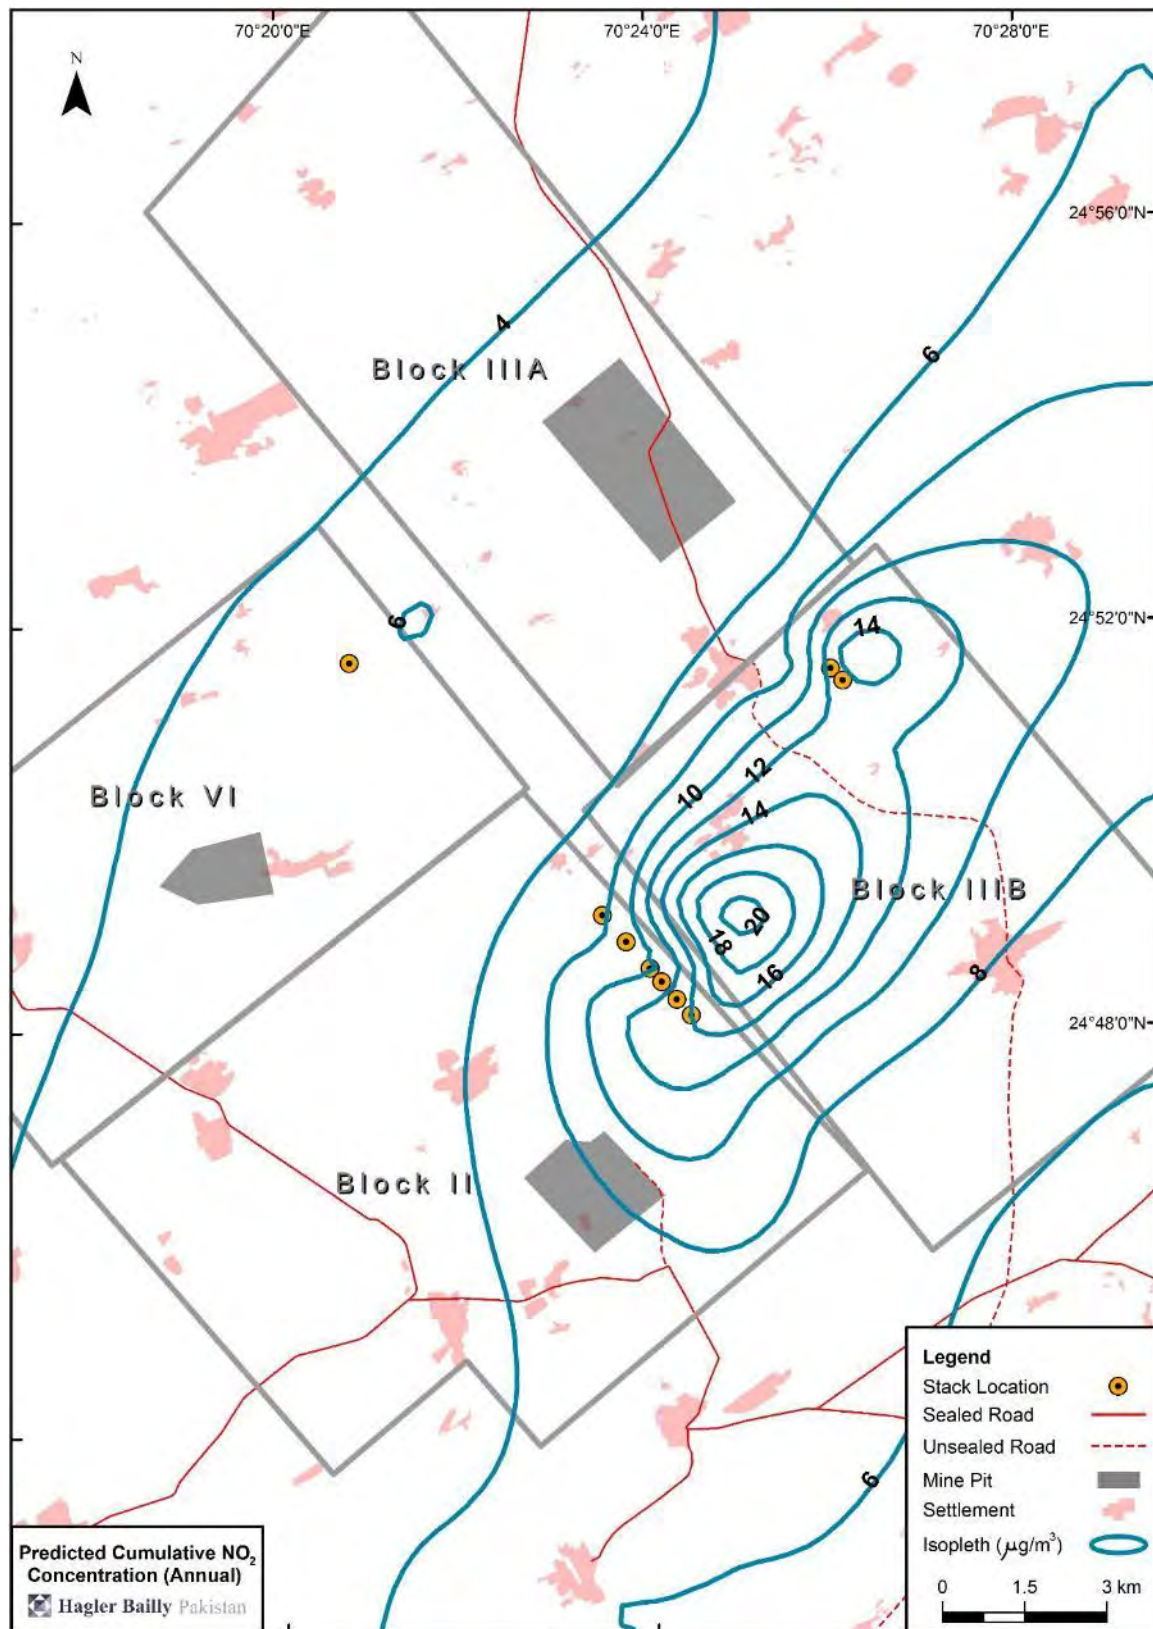 70°20'0"E
70°24'0"E
70°28'0"E
N
24°56'0"N
4
6
Block IIIA
14
24°52'0"N
6
12
10
14
Block VI
Block IIIB
20
18
16
8
24°48'0"N
Block II
6
Legend
Stack Location
Sealed Road
Unsealed Road
Mine Pit
Settlement
Isopleth (μg/m³)
0 1.5 3 km
Predicted Cumulative NO₂
Concentration (Annual)
Hagler Bailly Pakistan